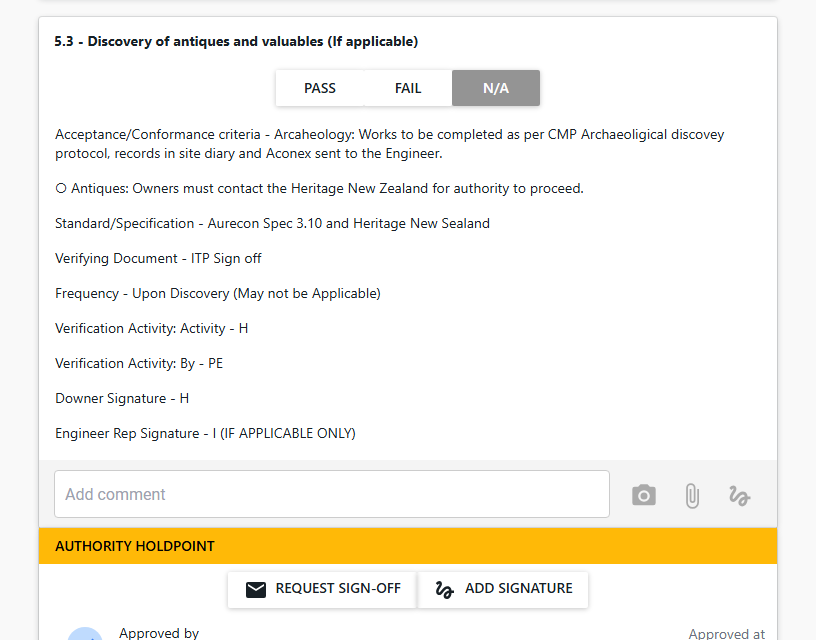 5.3 - Discovery of antiques and valuables (If applicable)
PASS FAIL N/A
Acceptance/Conformance criteria - Arcaheology: Works to be completed as per CMP Archaeoligical discovey
protocol, records in site diary and Aconex sent to the Engineer.
O Antiques: Owners must contact the Heritage New Zealand for authority to proceed.
Standard/Specification - Aurecon Spec 3.10 and Heritage New Sealand
Verifying Document - ITP Sign off
Frequency - Upon Discovery (May not be Applicable)
Verification Activity: Activity - H
Verification Activity: By - PE
Downer Signature - H
Engineer Rep Signature - I (IF APPLICABLE ONLY)
Add comment
AUTHORITY HOLDPOINT
REQUEST SIGN-OFF ADD SIGNATURE
Approved by Approved at